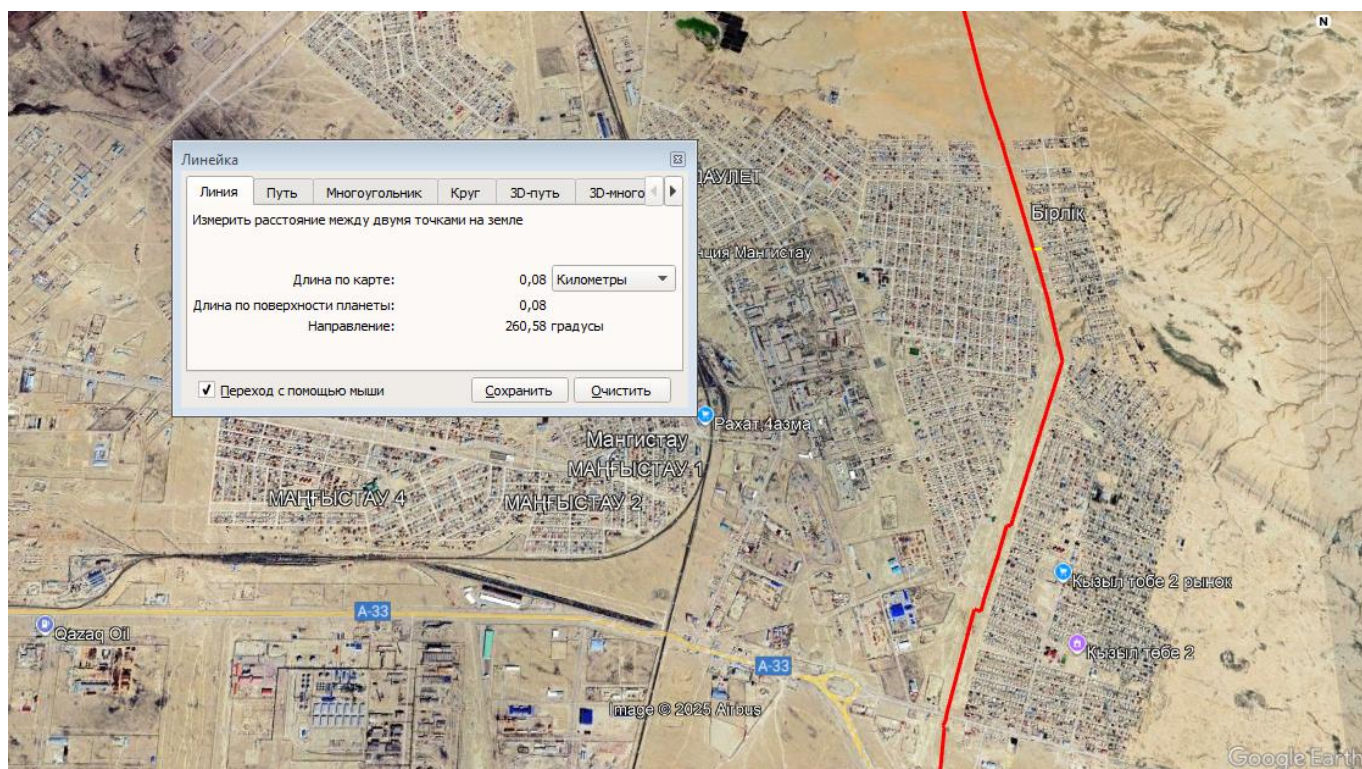 N
Линейка
Линия
Путь
Многоугольник
Круг
3D-путь
3D-много
Измерить расстояние между двумя точками на земле
Длина по карте:
0,08
Километры
Длина по поверхности планеты:
0,08
Направление:
260,58 градусы
Переход с помощью мыши
Сохранить
Очистить
ДАУЛЕТ
Бірлік
нция Мангистау
Рахат,4азма
Мангистау
МАҢҒЫСТАУ 1
МАҢҒЫСТАУ 4
МАҢҒЫСТАУ 2
Кызыл тобе 2 рынок
A-33
Qazaq Oil
Кызыл төбе 2
A-33
Image © 2025 Airbus
Google Earth